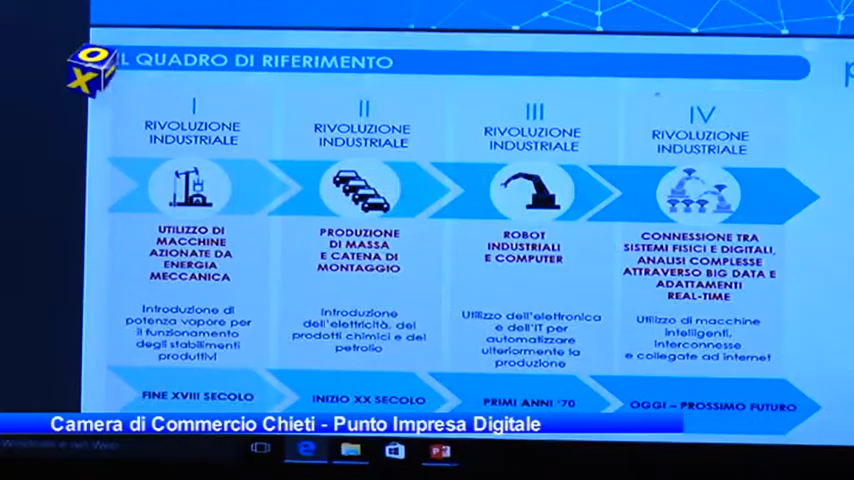 IL QUADRO DI RIFERIMENTO
OX
I
RIVOLUZIONE
INDUSTRIALE
II
RIVOLUZIONE
INDUSTRIALE
III
RIVOLUZIONE
INDUSTRIALE
IV
RIVOLUZIONE
INDUSTRIALE
UTILIZZO DI
MACCHINE
AZIONATE DA
ENERGIA
MECCANICA
PRODUZIONE
DI MASSA
E CATENA DI
MONTAGGIO
ROBOT
INDUSTRIALI
E COMPUTER
CONNESSIONE TRA
SISTEMI FISICI E DIGITALI,
ANALISI COMPLESSE
ATTRAVERSO BIG DATA E
ADATTAMENTI
REAL-TIME
Introduzione di
potenza vapore per
il funzionamento
degli stabilimenti
produttivi
Introduzione
dell'elettricità, dei
prodotti chimici e del
petrolio
Utilizzo dell'elettronica
e dell'IT per
automatizzare
ulteriormente la
produzione
Utilizzo di macchine
intelligenti,
interconnesse
e collegate ad internet
FINE XVIII SECOLO
INIZIO XX SECOLO
PRIMI ANNI '70
OGGI – PROSSIMO FUTURO
Camera di Commercio Chieti - Punto Impresa Digitale